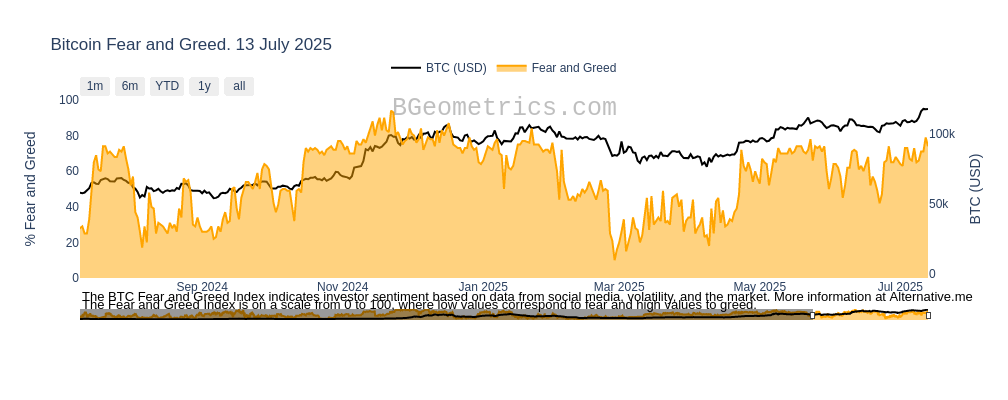 Bitcoin Fear and Greed. 13 July 2025
BTC (USD) Fear and Greed
1m 6m YTD 1y all
BGeometrics.com
100
80
60
40
20
0
% Fear and Greed
100k
50k
0
BTC (USD)
Sep 2024 Nov 2024 Jan 2025 Mar 2025 May 2025 Jul 2025
The BTC Fear and Greed Index indicates investor sentiment based on data from social media, volatility, and the market. More information at Alternative.me
The Fear and Greed Index is on a scale from 0 to 100, where low values correspond to fear and high values to greed.